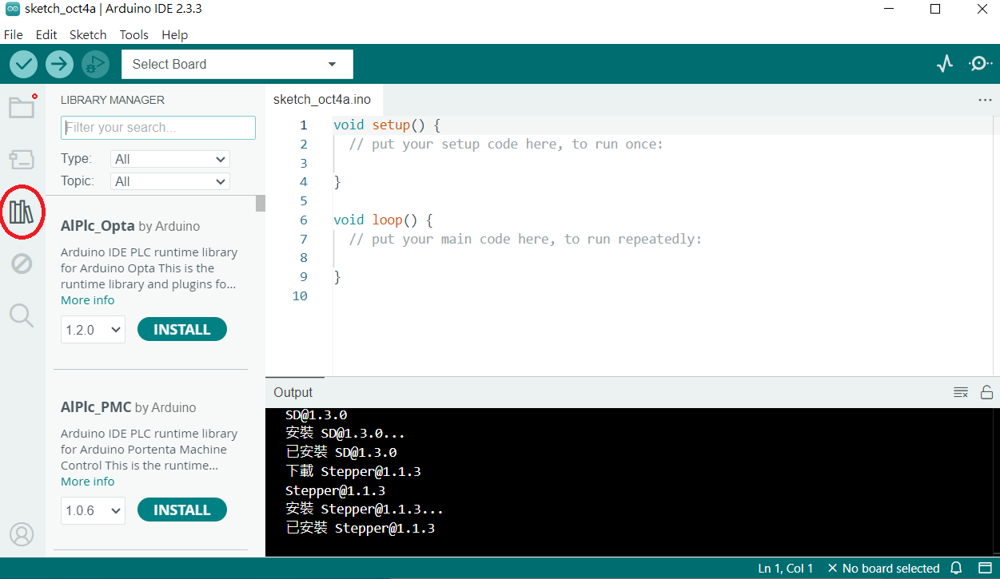 sketch_oct4a | Arduino IDE 2.3.3
File Edit Sketch Tools Help
Select Board
LIBRARY MANAGER
Filter your search...
Type: All
Topic: All
AlPlc_Opta by Arduino
Arduino IDE PLC runtime library
for Arduino Opta This is the
runtime library and plugins fo...
More info
1.2.0 INSTALL
AlPlc_PMC by Arduino
Arduino IDE PLC runtime library
for Arduino Portenta Machine
Control This is the runtime...
More info
1.0.6 INSTALL
sketch_oct4a.ino
1 void setup() {
2 // put your setup code here, to run once:
3
4 }
5
6 void loop() {
7 // put your main code here, to run repeatedly:
8
9 }
10
Output
SD@1.3.0
安裝 SD@1.3.0...
已安裝 SD@1.3.0
下載 Stepper@1.1.3
Stepper@1.1.3
安裝 Stepper@1.1.3...
已安裝 Stepper@1.1.3
Ln 1, Col 1 No board selected